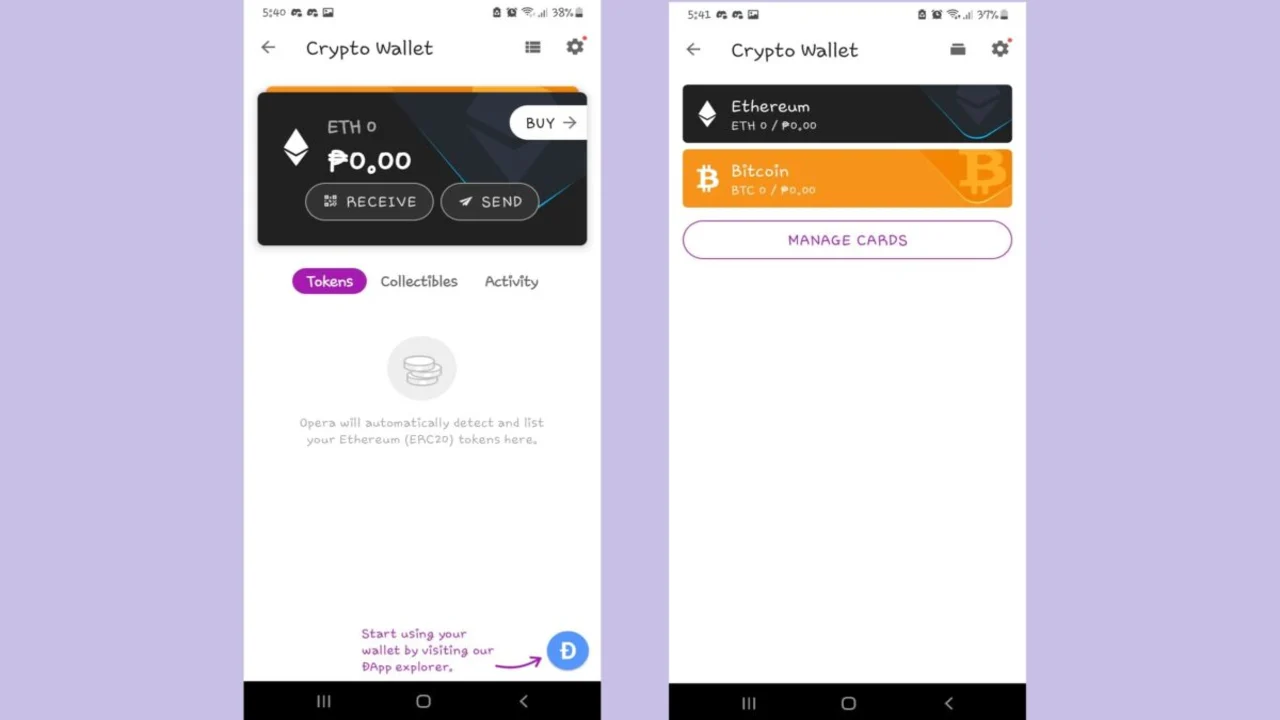 5:40
38%
Crypto Wallet
ETH 0
BUY
₱0.00
RECEIVE
SEND
Tokens
Collectibles
Activity
Opera will automatically detect and list
your Ethereum (ERC20) tokens here.
Start using your
wallet by visiting our
ÐApp explorer.
Ð
5:41
37%
Crypto Wallet
Ethereum
ETH 0 / ₱0.00
Bitcoin
BTC 0 / ₱0.00
MANAGE CARDS